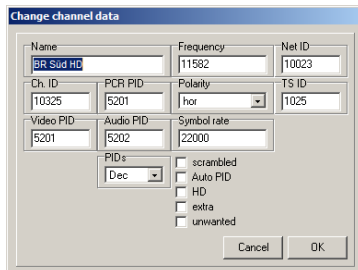 Change channel data
Name Frequency Net ID
BR Süd HD 11582 10023
Ch. ID PCR PID Polarity TS ID
10325 5201 hor 1025
Video PID Audio PID Symbol rate
5201 5202 22000
PIDs
Dec
scrambled
Auto PID
HD
extra
unwanted
Cancel OK